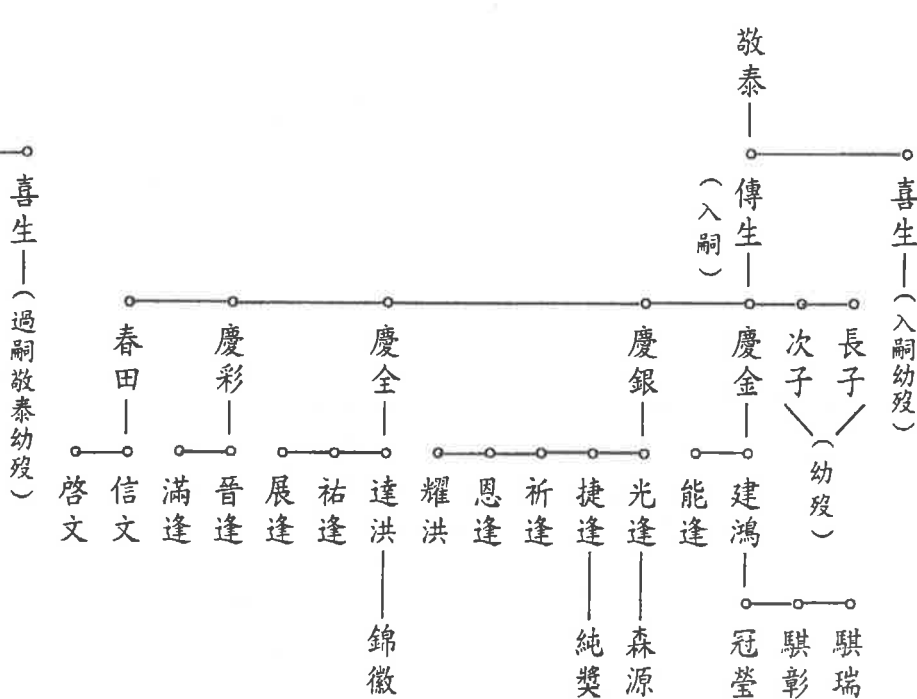 敬泰
喜生
（入嗣幼歿）
傳生
（入嗣）
長子
次子
（幼歿）
慶金
慶銀
慶全
慶彩
春田
建鴻
能逢
光逢
捷逢
祈逢
恩逢
耀洪
達洪
祐逢
展逢
晉逢
滿逢
信文
啓文
騏瑞
騏彰
冠瑩
森源
純獎
錦徽
喜生
（過嗣敬泰幼歿）